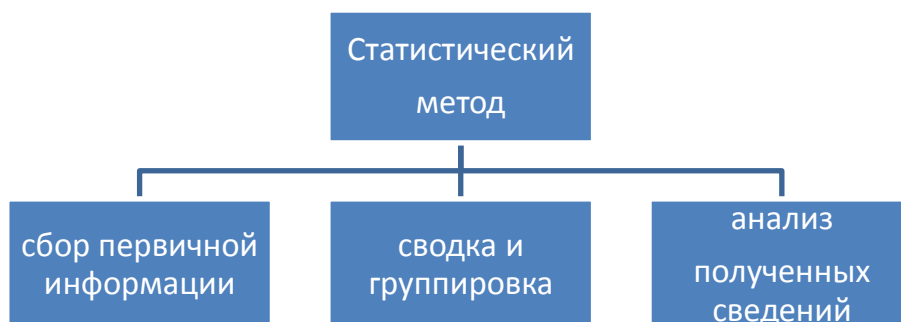 Статистический
метод
сбор первичной
информации
сводка и
группировка
анализ
полученных
сведений